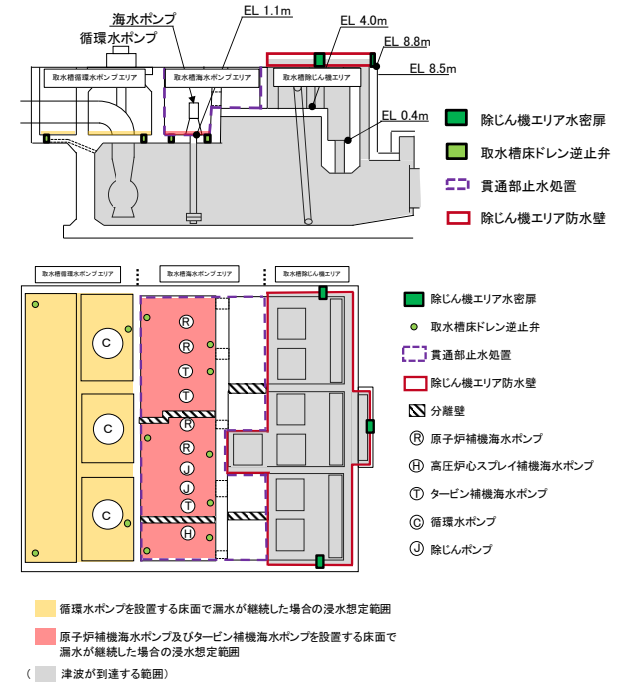 海水ポンプ
EL 1.1m
循環水ポンプ
EL 4.0m
EL 8.8m
EL 8.5m
取水槽循環水ポンプエリア
取水槽海水ポンプエリア
取水槽除じん機エリア
EL 0.4m
除じん機エリア水密扉
取水槽床ドレン逆止弁
貫通部止水処置
除じん機エリア防水壁
取水槽循環水ポンプエリア
取水槽海水ポンプエリア
取水槽除じん機エリア
C
C
C
R
R
T
T
R
R
J
J
T
H
除じん機エリア水密扉
取水槽床ドレン逆止弁
貫通部止水処置
除じん機エリア防水壁
分離壁
R 原子炉補機海水ポンプ
H 高圧炉心スプレイ補機海水ポンプ
T タービン補機海水ポンプ
C 循環水ポンプ
J 除じんポンプ
循環水ポンプを設置する床面で漏水が継続した場合の浸水想定範囲
原子炉補機海水ポンプ及びタービン補機海水ポンプを設置する床面で
漏水が継続した場合の浸水想定範囲
( 津波が到達する範囲)